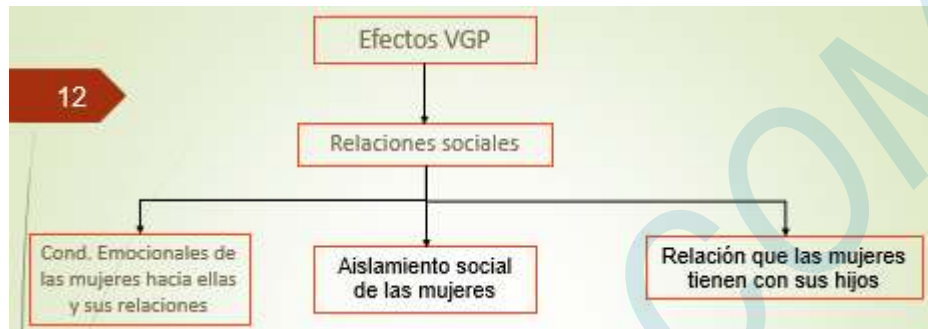 Efectos VGP
12
Relaciones sociales
Cond. Emocionales de
las mujeres hacia ellas
y sus relaciones
Aislamiento social
de las mujeres
Relación que las mujeres
tienen con sus hijos